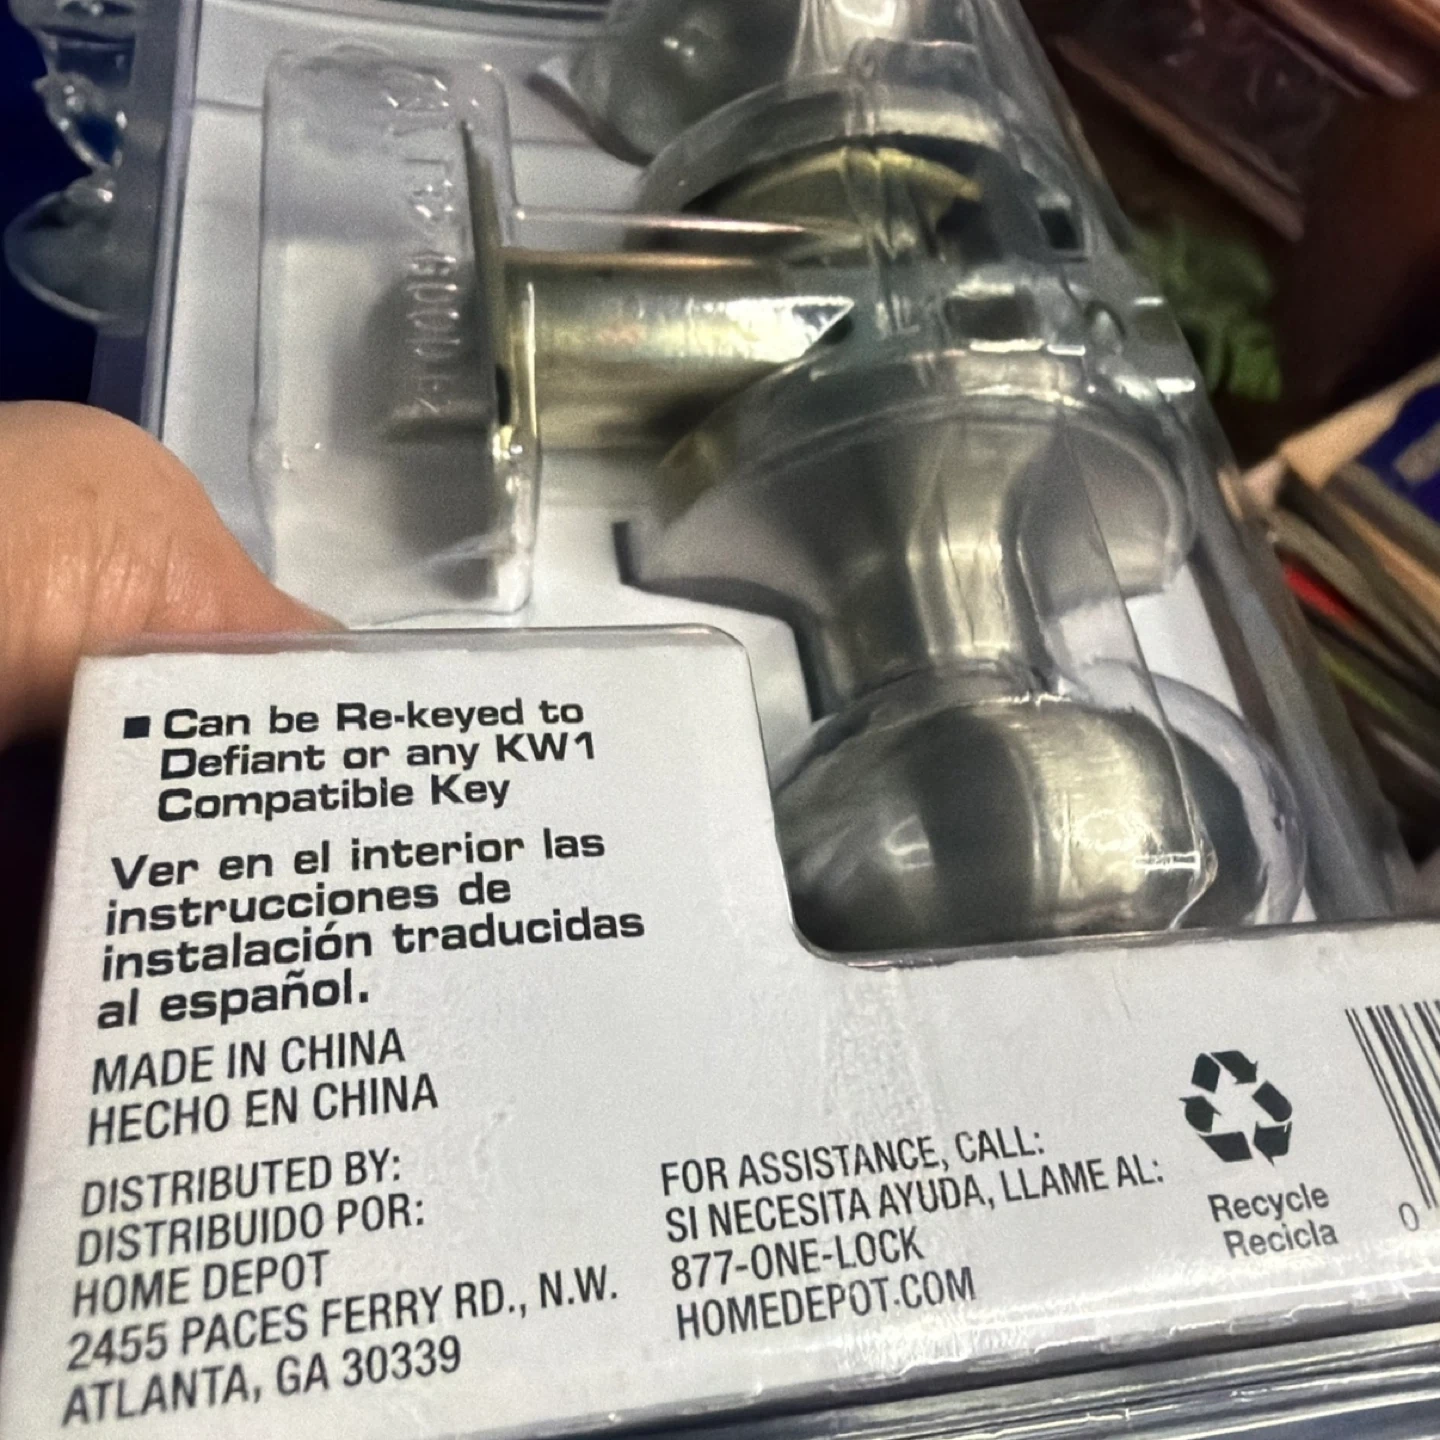 ■ Can be Re-keyed to
Defiant or any KW1
Compatible Key
Ver en el interior las
instrucciones de
instalación traducidas
al español.
MADE IN CHINA
HECHO EN CHINA
DISTRIBUTED BY:
DISTRIBUIDO POR:
HOME DEPOT
2455 PACES FERRY RD., N.W.
ATLANTA, GA 30339
FOR ASSISTANCE, CALL:
SI NECESITA AYUDA, LLAME AL:
877-ONE-LOCK
HOMEDEPOT.COM
Recycle
Recicla
0